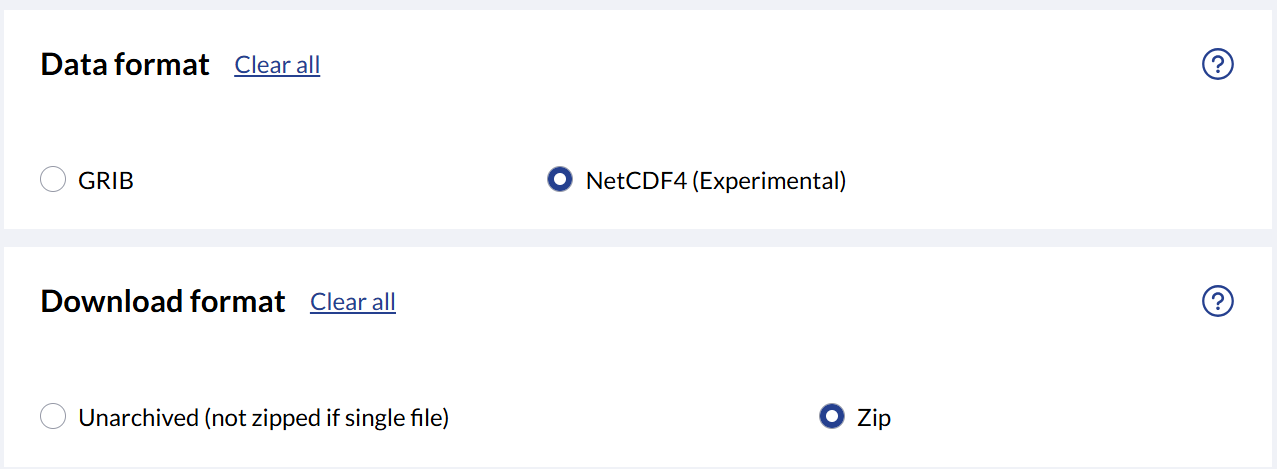 Data format Clear all
?
GRIB NetCDF4 (Experimental)
Download format Clear all
?
Unarchived (not zipped if single file) Zip